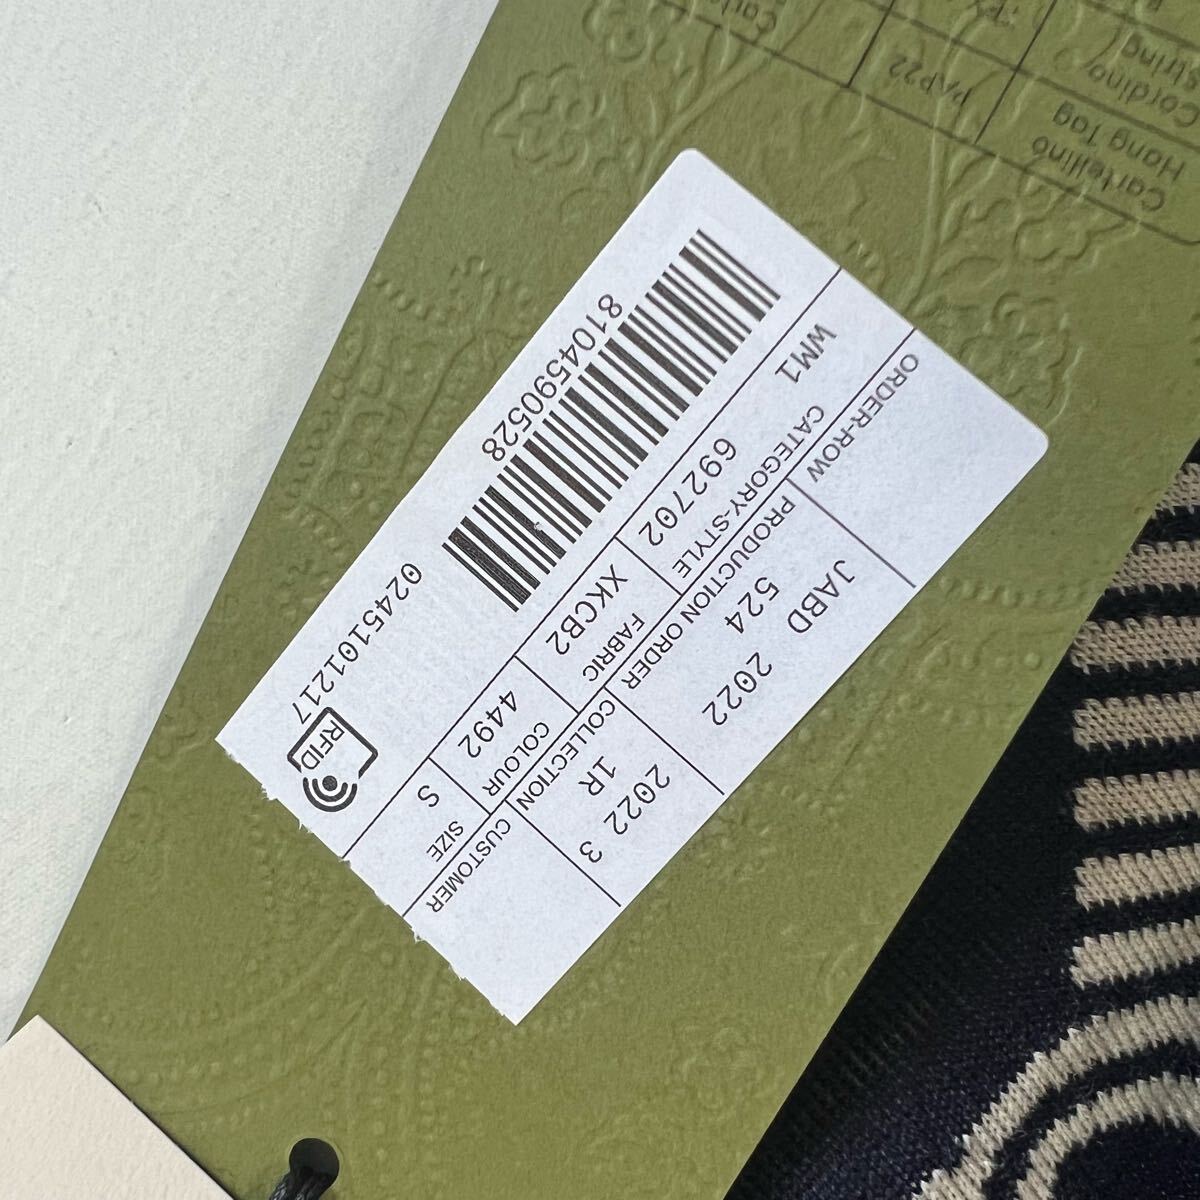 8104590528
0245101217
RFID
WM1 692702 XKCB2 4492 S
CATEGORY-STYLE FABRIC COLOUR SIZE
ORDER-ROW PRODUCTION ORDER COLLECTION CUSTOMER
JABD 2022 2022 3
524 1R
Cartellino PAP22
Hang Tag
Cordino/